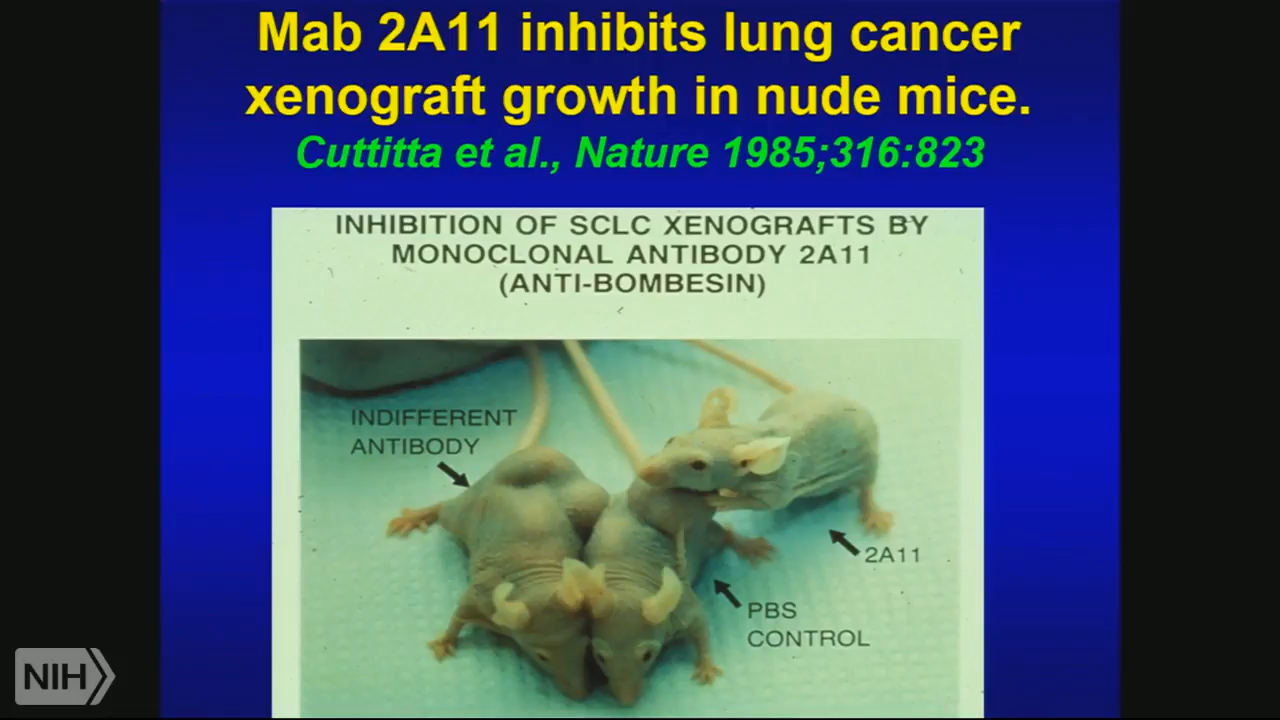 Mab 2A11 inhibits lung cancer
xenograft growth in nude mice.
Cuttitta et al., Nature 1985;316:823
INHIBITION OF SCLC XENOGRAFTS BY
MONOCLONAL ANTIBODY 2A11
(ANTI-BOMBESIN)
INDIFFERENT
ANTIBODY
2A11
PBS
CONTROL
NIH